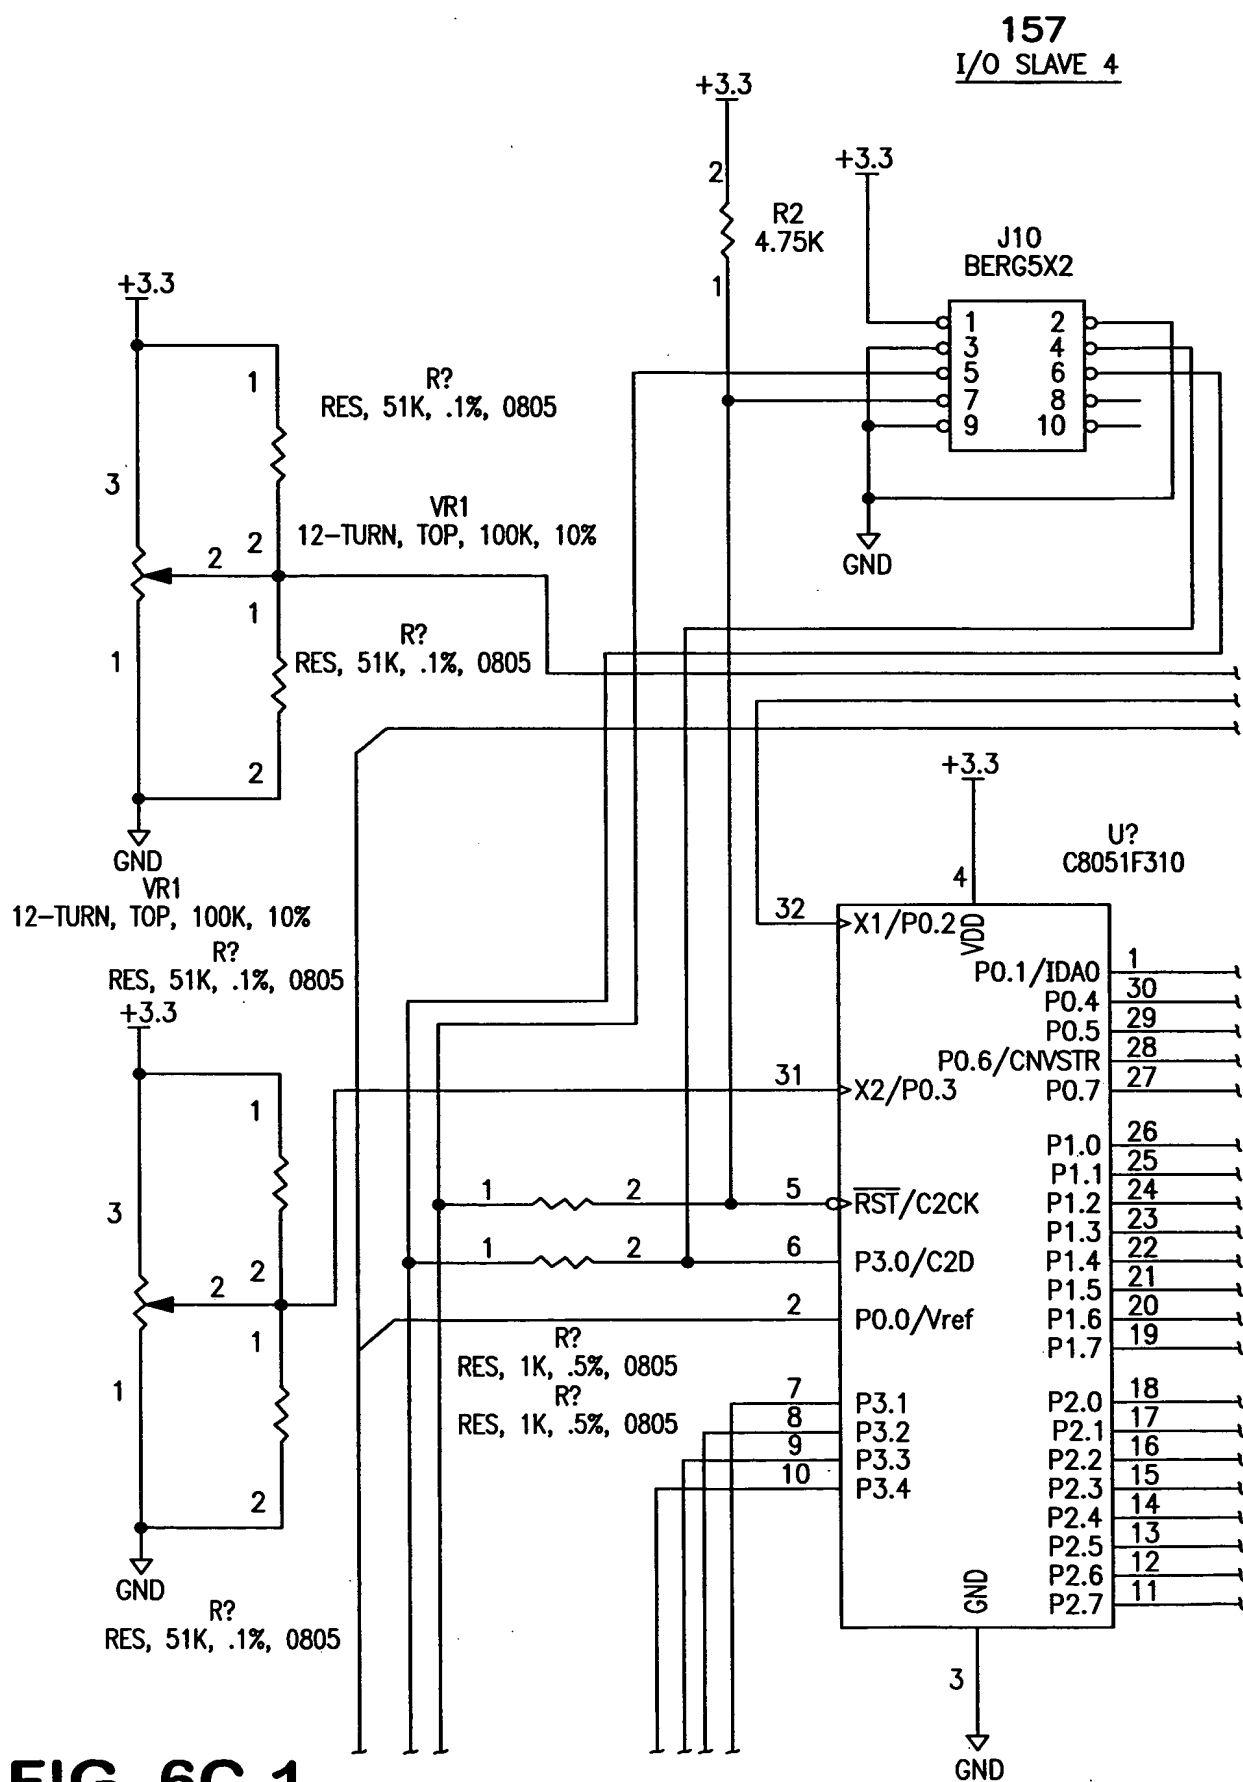 157
I/O SLAVE 4
+3.3
2
R2
4.75K
1
+3.3
J10
BERG5X2
1 2
3 4
5 6
7 8
9 10
GND
+3.3
1
R?
RES, 51K, .1%, 0805
3
VR1
12-TURN, TOP, 100K, 10%
2 2
1
R?
RES, 51K, .1%, 0805
1
2
GND
VR1
12-TURN, TOP, 100K, 10%
R?
RES, 51K, .1%, 0805
+3.3
1
3
2 2
1
1
2
GND
R?
RES, 51K, .1%, 0805
+3.3
U?
C8051F310
4
32 X1/P0.2
VDD
P0.1/IDA0 1
P0.4 30
P0.5 29
P0.6/CNVSTR 28
31 X2/P0.3
P0.7 27
P1.0 26
P1.1 25
1 2 5 RST/C2CK
P1.2 24
P1.3 23
1 2 6 P3.0/C2D
P1.4 22
P1.5 21
2 P0.0/Vref
P1.6 20
P1.7 19
R?
RES, 1K, .5%, 0805
R?
RES, 1K, .5%, 0805
7 P3.1
8 P3.2
9 P3.3
10 P3.4
P2.0 18
P2.1 17
P2.2 16
P2.3 15
P2.4 14
P2.5 13
P2.6 12
P2.7 11
GND
3
GND
FIG. 6C.1